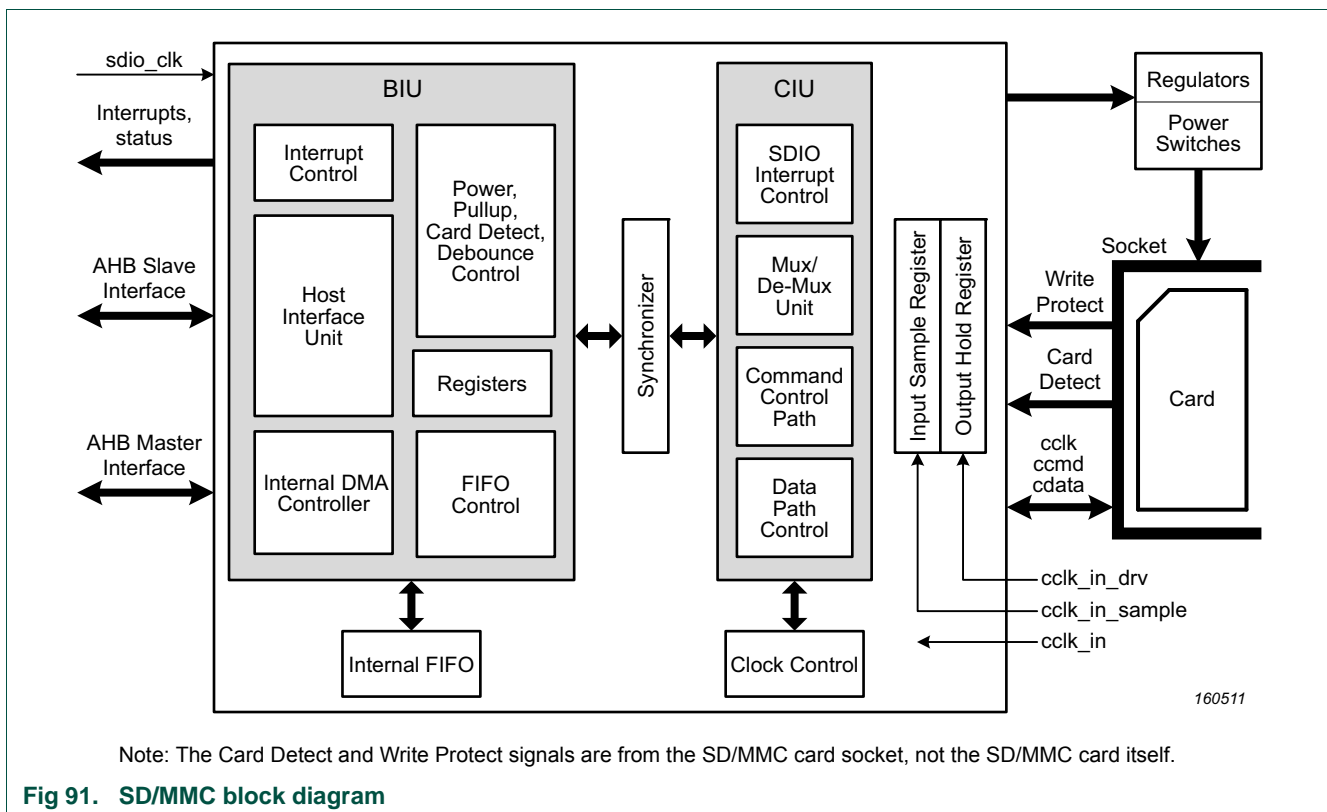 sdio_clk
Interrupts,
status
AHB Slave
Interface
AHB Master
Interface
BIU
Interrupt
Control
Host
Interface
Unit
Internal DMA
Controller
Power,
Pullup,
Card Detect,
Debounce
Control
Registers
FIFO
Control
Internal FIFO
Synchronizer
CIU
SDIO
Interrupt
Control
Mux/
De-Mux
Unit
Command
Control
Path
Data
Path
Control
Clock Control
Input Sample Register
Output Hold Register
Regulators
Power
Switches
Socket
Write
Protect
Card
Detect
cclk
ccmd
cdata
Card
cclk_in_drv
cclk_in_sample
cclk_in
160511
Note: The Card Detect and Write Protect signals are from the SD/MMC card socket, not the SD/MMC card itself.
Fig 91. SD/MMC block diagram